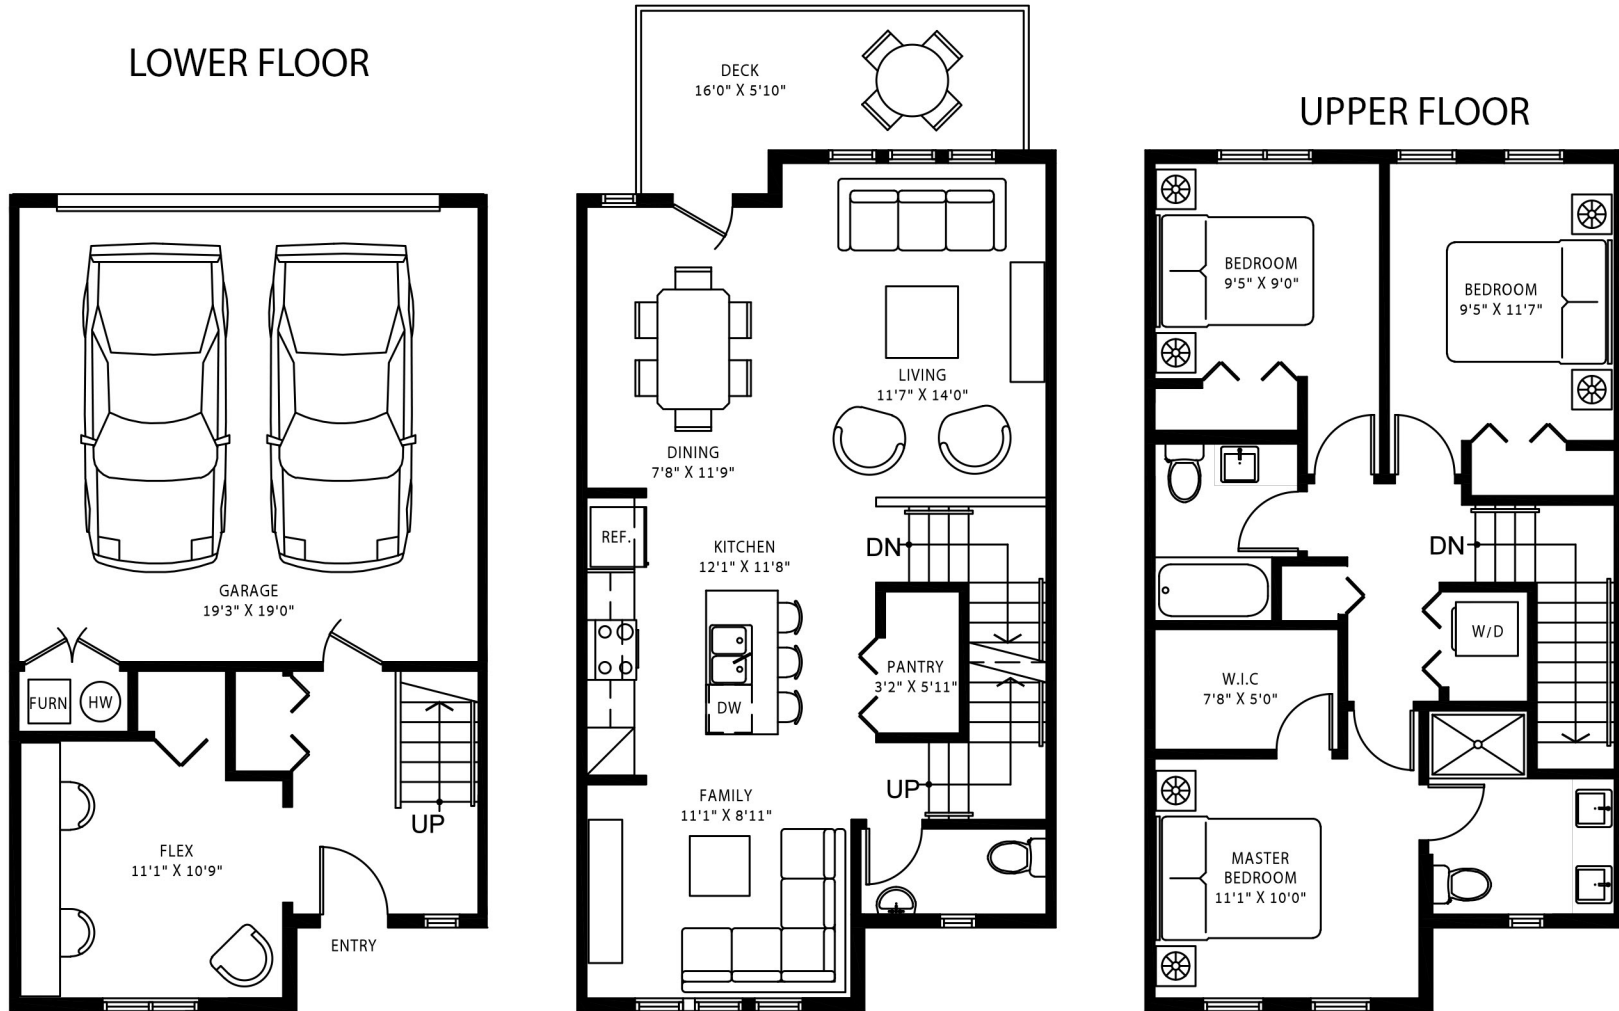 LOWER FLOOR
GARAGE
19'3" X 19'0"
FURN
HW
FLEX
11'1" X 10'9"
UP
ENTRY
DECK
16'0" X 5'10"
LIVING
11'7" X 14'0"
DINING
7'8" X 11'9"
REF.
KITCHEN
12'1" X 11'8"
DN
PANTRY
3'2" X 5'11"
DW
UP
FAMILY
11'1" X 8'11"
UPPER FLOOR
BEDROOM
9'5" X 9'0"
BEDROOM
9'5" X 11'7"
DN
W/D
W.I.C
7'8" X 5'0"
MASTER
BEDROOM
11'1" X 10'0"